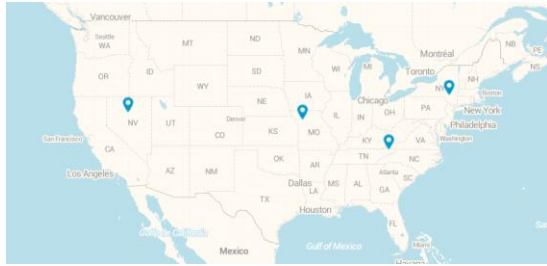 Vancouver
Seattle
WA
MT
ND
MN
Montréal
NB
PE
NS
OR
ID
WY
SD
WI
MI
Toronto
NY
NH
Boston
IA
Chicago
NE
NV
UT
Denver
CO
KS
MO
IL
IN
OH
PA
New York
Philadelphia
San Francisco
CA
KY
VA
Washington
Los Angeles
AZ
NM
OK
AR
TN
NC
Atlanta
SC
Dallas
LA
MS
AL
GA
TX
Houston
FL
Miami
Mexico
Gulf of Mexico
Havana